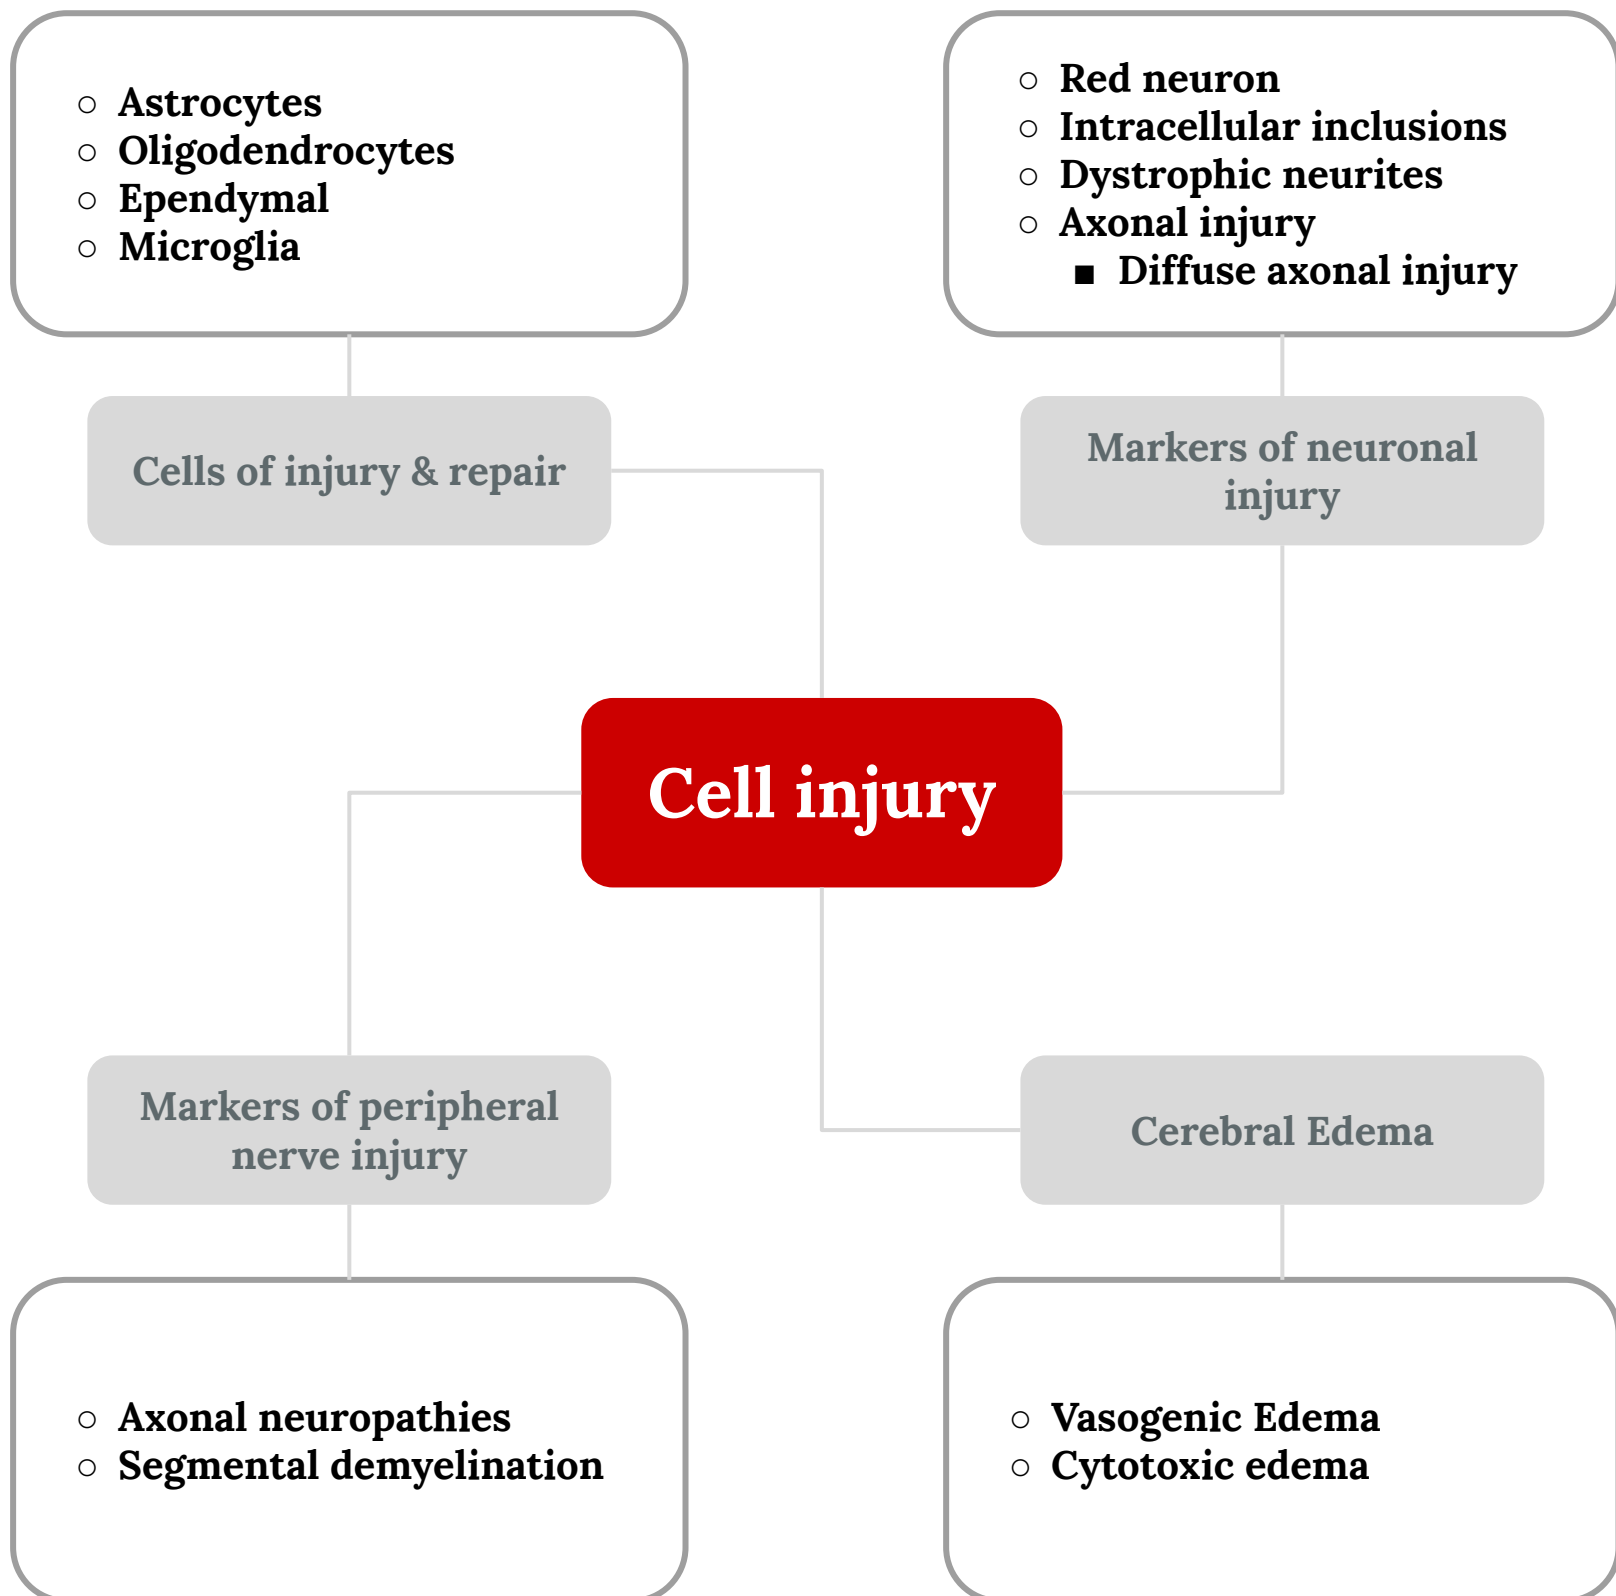 ○ Astrocytes
○ Oligodendrocytes
○ Ependymal
○ Microglia
○ Red neuron
○ Intracellular inclusions
○ Dystrophic neurites
○ Axonal injury
■ Diffuse axonal injury
Cells of injury & repair
Markers of neuronal
injury
Cell injury
Markers of peripheral
nerve injury
Cerebral Edema
○ Axonal neuropathies
○ Segmental demyelination
○ Vasogenic Edema
○ Cytotoxic edema